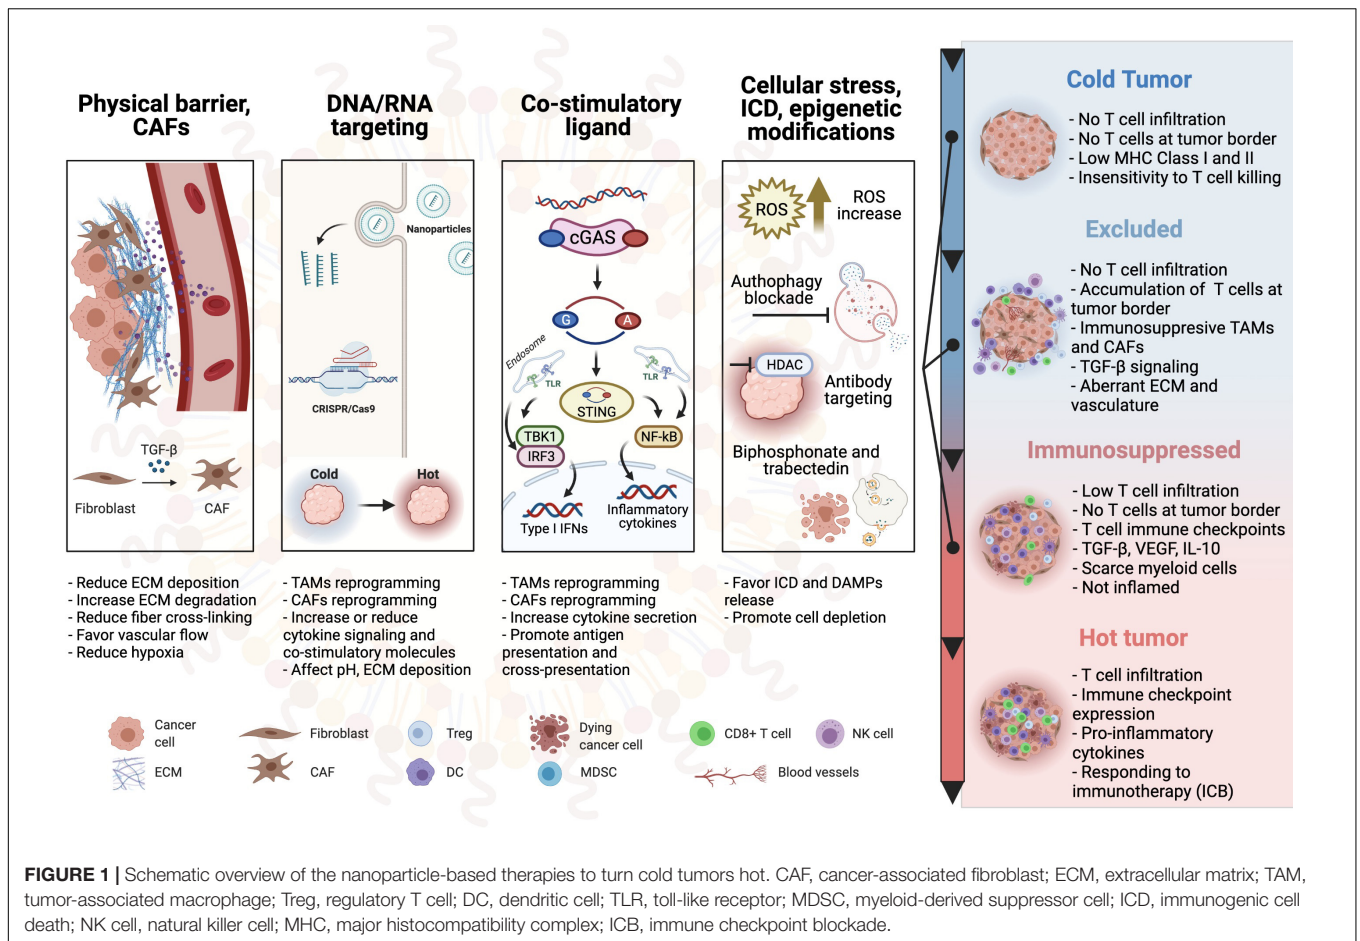 Physical barrier,
CAFs
TGF-β
Fibroblast
CAF
- Reduce ECM deposition
- Increase ECM degradation
- Reduce fiber cross-linking
- Favor vascular flow
- Reduce hypoxia
DNA/RNA
targeting
Nanoparticles
CRISPR/Cas9
Cold
Hot
- TAMs reprogramming
- CAFs reprogramming
- Increase or reduce
cytokine signaling and
co-stimulatory molecules
- Affect pH, ECM deposition
Co-stimulatory
ligand
cGAS
G
A
Endosome
TLR
TLR
STING
TBK1
IRF3
NF-kB
Type I IFNs
Inflammatory
cytokines
- TAMs reprogramming
- CAFs reprogramming
- Increase cytokine secretion
- Promote antigen
presentation and
cross-presentation
Cellular stress,
ICD, epigenetic
modifications
ROS
ROS
increase
Authophagy
blockade
HDAC
Antibody
targeting
Biphosphonate and
trabectedin
- Favor ICD and DAMPs
release
- Promote cell depletion
Cold Tumor
- No T cell infiltration
- No T cells at tumor border
- Low MHC Class I and II
- Insensitivity to T cell killing
Excluded
- No T cell infiltration
- Accumulation of T cells at
tumor border
- Immunosuppresive TAMs
and CAFs
- TGF-β signaling
- Aberrant ECM and
vasculature
Immunosuppressed
- Low T cell infiltration
- No T cells at tumor border
- T cell immune checkpoints
- TGF-β, VEGF, IL-10
- Scarce myeloid cells
- Not inflamed
Hot tumor
- T cell infiltration
- Immune checkpoint
expression
- Pro-inflammatory
cytokines
- Responding to
immunotherapy (ICB)
Cancer
cell
Fibroblast
Treg
Dying
cancer cell
CD8+ T cell
NK cell
ECM
CAF
DC
MDSC
Blood vessels
FIGURE 1 | Schematic overview of the nanoparticle-based therapies to turn cold tumors hot. CAF, cancer-associated fibroblast; ECM, extracellular matrix; TAM,
tumor-associated macrophage; Treg, regulatory T cell; DC, dendritic cell; TLR, toll-like receptor; MDSC, myeloid-derived suppressor cell; ICD, immunogenic cell
death; NK cell, natural killer cell; MHC, major histocompatibility complex; ICB, immune checkpoint blockade.